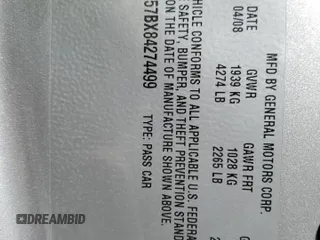 MFD BY GENERAL MOTORS CORP.
DATE GVWR GAWR FRT
04/08 1939 KG 1028 KG
4274 LB 2265 LB
HICLE CONFORMS TO ALL APPLICABLE U.S. FEDERA
SAFETY, BUMPER, AND THEFT PREVENTION STAN
ON THE DATE OF MANUFACTURE SHOWN ABOVE.
57BX84274499 TYPE: PASS CAR
DREAMBID